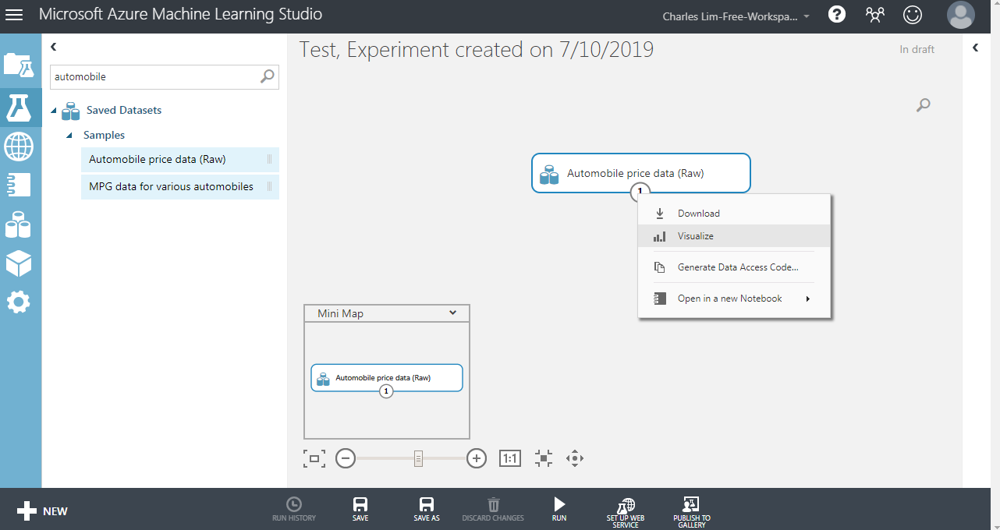 Microsoft Azure Machine Learning Studio
Charles Lim-Free-Workspa...
?
automobile
Saved Datasets
Samples
Automobile price data (Raw)
MPG data for various automobiles
Test, Experiment created on 7/10/2019
In draft
Automobile price data (Raw)
1
Download
Visualize
Generate Data Access Code...
Open in a new Notebook
Mini Map
Automobile price data (Raw)
1
1:1
NEW
RUN HISTORY
SAVE
SAVE AS
DISCARD CHANGES
RUN
SET UP WEB
SERVICE
PUBLISH TO
GALLERY